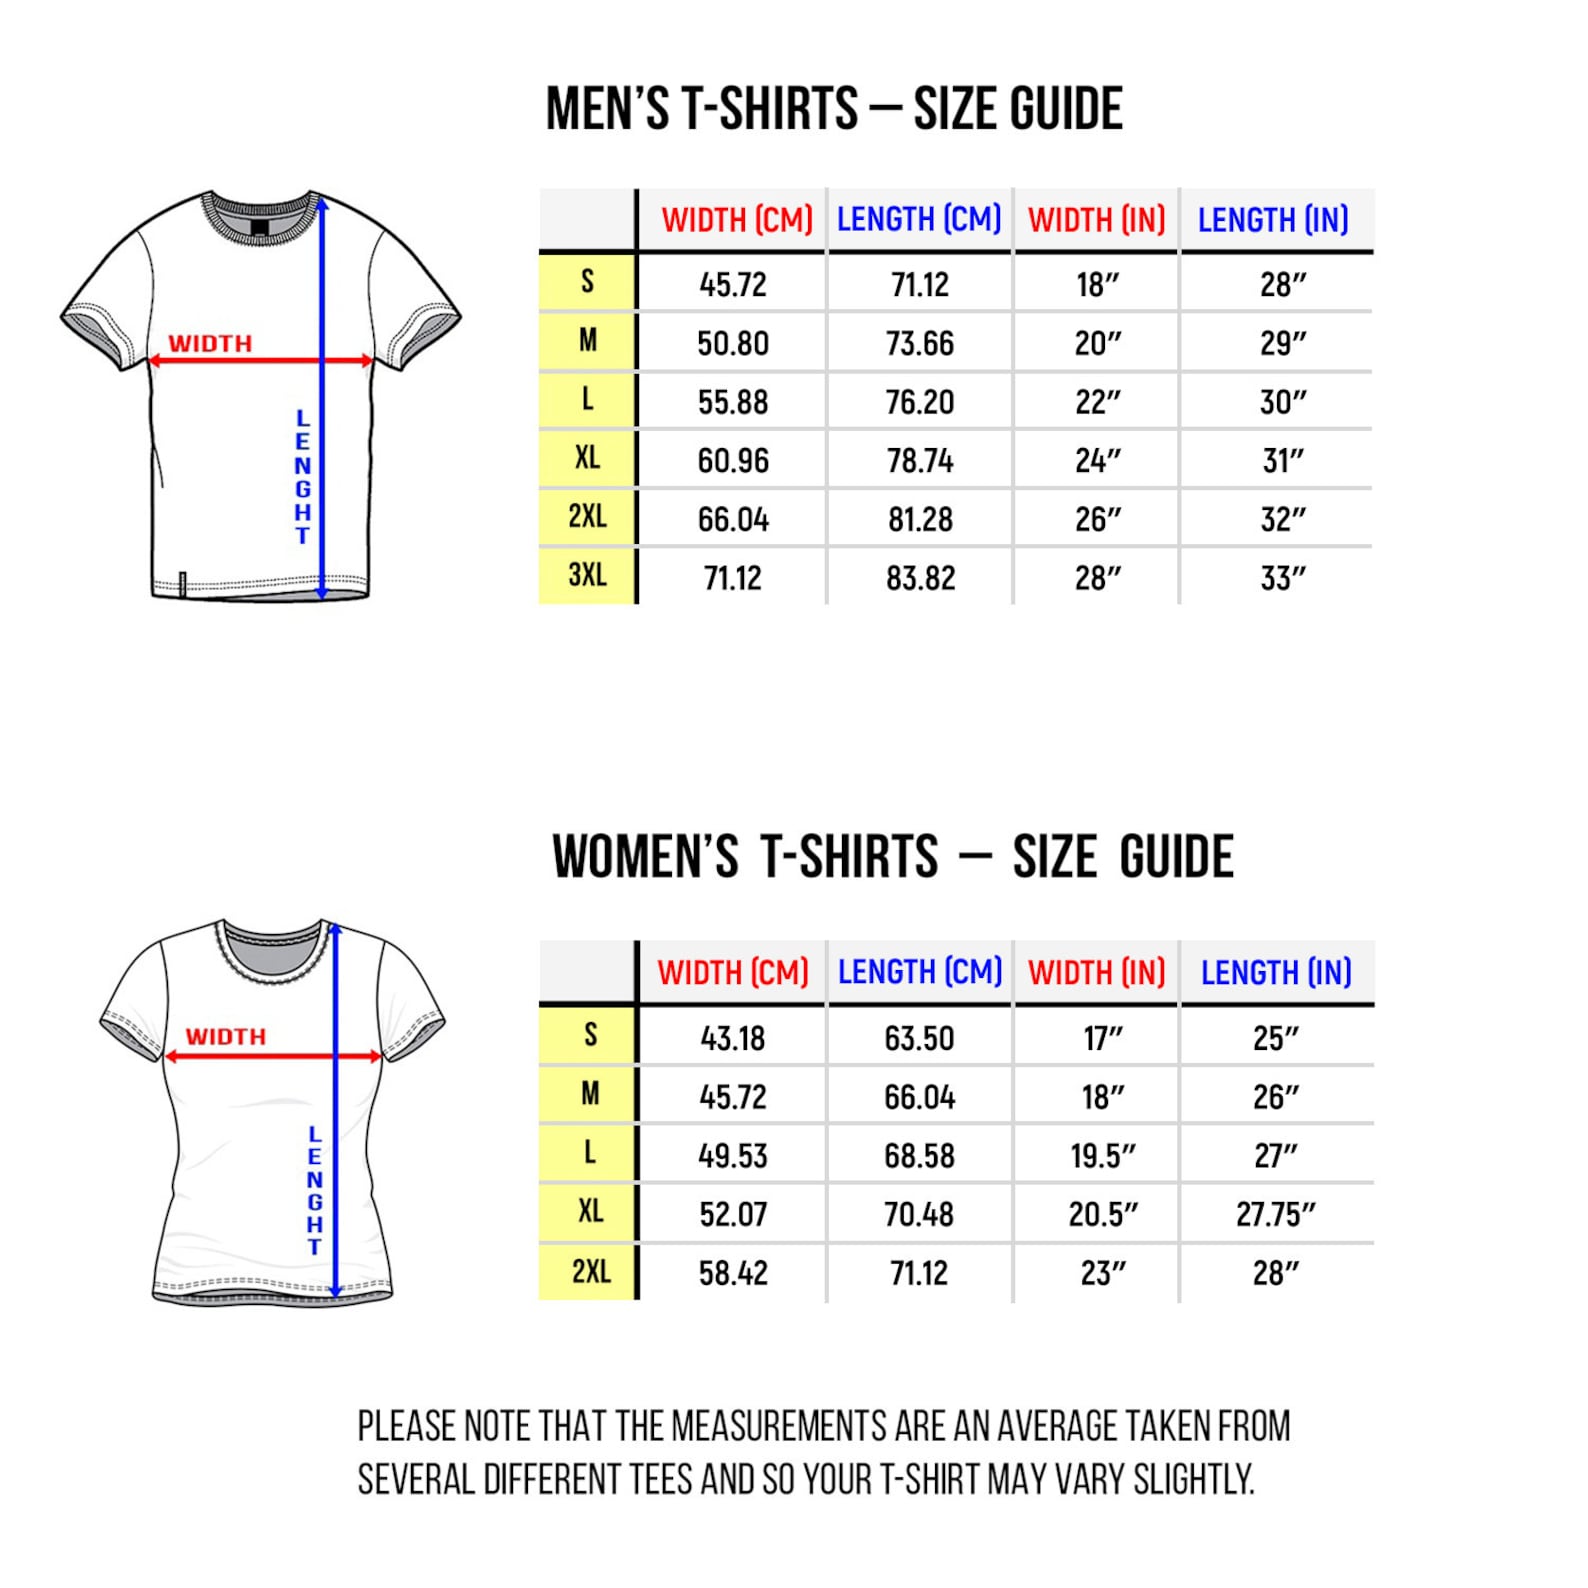 MEN'S T-SHIRTS – SIZE GUIDE
WIDTH (CM) LENGTH (CM) WIDTH (IN) LENGTH (IN)
S 45.72 71.12 18″ 28″
M 50.80 73.66 20″ 29″
L 55.88 76.20 22″ 30″
XL 60.96 78.74 24″ 31″
2XL 66.04 81.28 26″ 32″
3XL 71.12 83.82 28″ 33″
WIDTH
LENGHT
WOMEN'S T-SHIRTS – SIZE GUIDE
WIDTH (CM) LENGTH (CM) WIDTH (IN) LENGTH (IN)
S 43.18 63.50 17″ 25″
M 45.72 66.04 18″ 26″
L 49.53 68.58 19.5″ 27″
XL 52.07 70.48 20.5″ 27.75″
2XL 58.42 71.12 23″ 28″
WIDTH
LENGHT
PLEASE NOTE THAT THE MEASUREMENTS ARE AN AVERAGE TAKEN FROM
SEVERAL DIFFERENT TEES AND SO YOUR T-SHIRT MAY VARY SLIGHTLY.